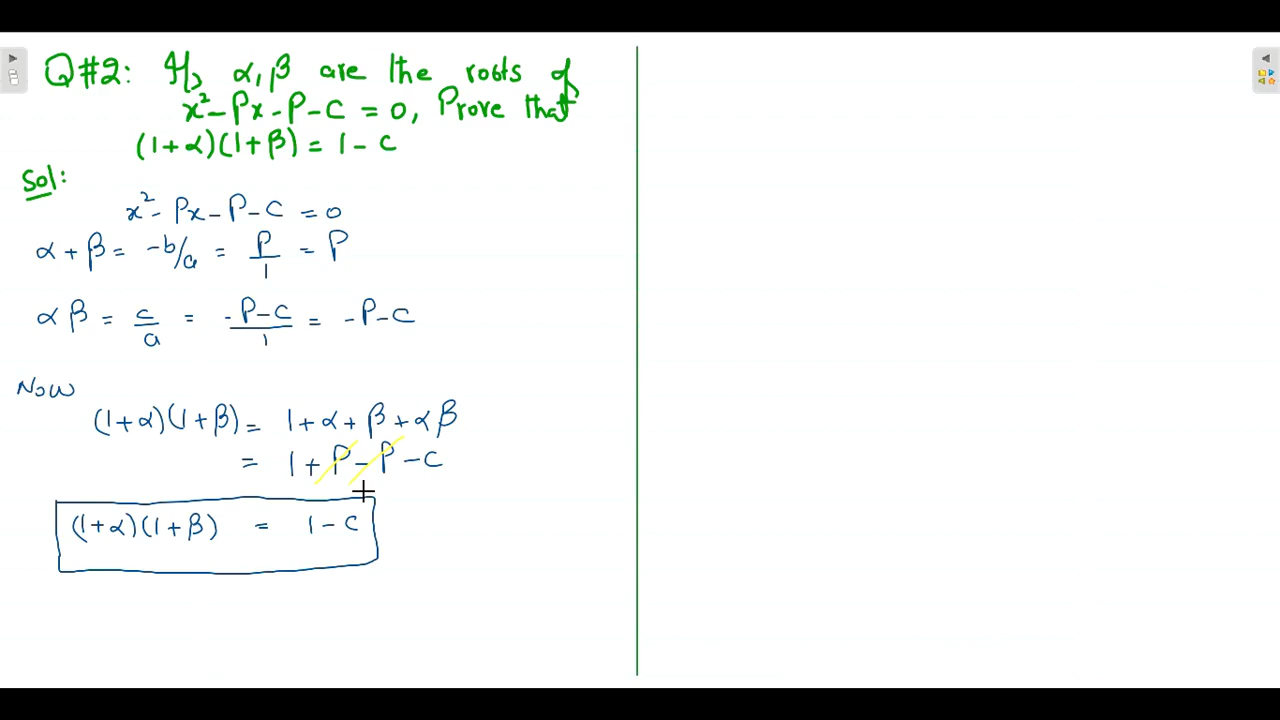 Q#2: If, α, β are the roots of
x² - Px - P - C = 0, Prove that
(1+α)(1+β) = 1 - C
Sol:
x² - Px - P - C = 0
α + β = -b/a = P/1 = P
αβ = c/a = -P-C/1 = -P-C
Now
(1+α)(1+β) = 1+α+β+αβ
= 1+P-P-C
(1+α)(1+β) = 1-C